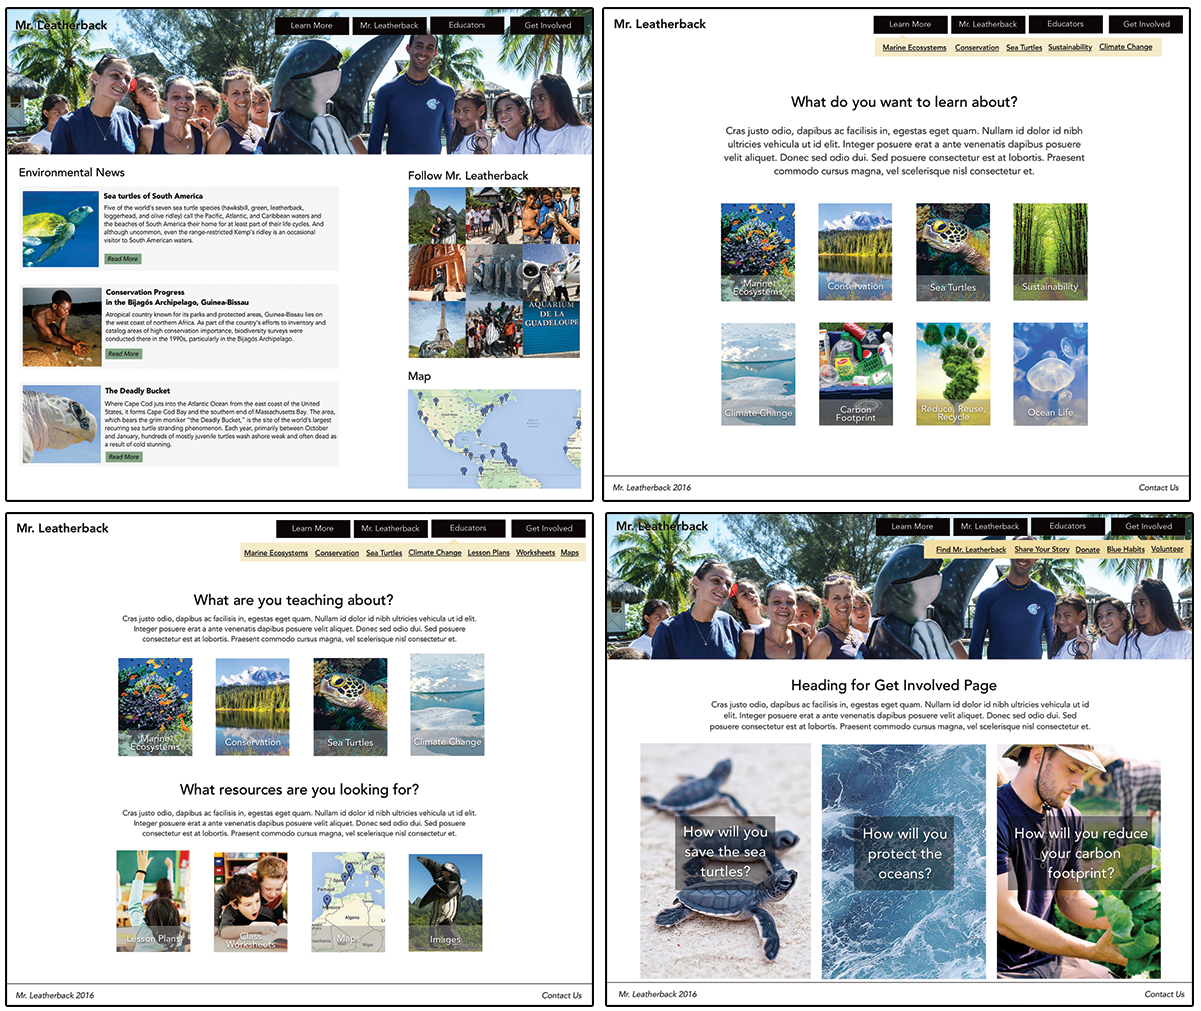 Mr. Leatherback
Learn More
Mr. Leatherback
Educators
Get Involved
Environmental News
Sea turtles of South America
Five of the world's seven sea turtle species (hawksbill, green, leatherback,
loggerhead, and olive ridley) call the Pacific, Atlantic, and Caribbean waters and
the beaches of South America their home for at least part of their life cycles. And
although uncommon, even the range-restricted Kemp's ridley is an occasional
visitor to South American waters.
Read More
Conservation Progress
in the Bijagós Archipelago, Guinea-Bissau
Atropical country known for its parks and protected areas, Guinea-Bissau lies on
the west coast of northern Africa. As part of the country's efforts to inventory and
catalog areas of high conservation importance, biodiversity surveys were
conducted there in the 1990s, particularly in the Bijagós Archipelago.
Read More
The Deadly Bucket
Where Cape Cod juts into the Atlantic Ocean from the east coast of the United
States, it forms Cape Cod Bay and the southern end of Massachusetts Bay. The area,
which bears the grim moniker "the Deadly Bucket," is the site of the world's largest
recurring sea turtle stranding phenomenon. Each year, primarily between October
and January, hundreds of mostly juvenile turtles wash ashore weak and often dead as
a result of cold stunning.
Read More
Follow Mr. Leatherback
AQUARIUM
DE LA
GUADELOUPE
Map
Mr. Leatherback
Learn More
Mr. Leatherback
Educators
Get Involved
Marine Ecosystems
Conservation
Sea Turtles
Sustainability
Climate Change
What do you want to learn about?
Cras justo odio, dapibus ac facilisis in, egestas eget quam. Nullam id dolor id nibh
ultricies vehicula ut id elit. Integer posuere erat a ante venenatis dapibus posuere
velit aliquet. Donec sed odio dui. Sed posuere consectetur est at lobortis. Praesent
commodo cursus magna, vel scelerisque nisl consectetur et.
Marine
Ecosystems
Conservation
Sea Turtles
Sustainability
Climate Change
Carbon
Footprint
Reduce, Reuse,
Recycle
Ocean Life
Mr. Leatherback 2016
Contact Us
Mr. Leatherback
Learn More
Mr. Leatherback
Educators
Get Involved
Marine Ecosystems
Conservation
Sea Turtles
Climate Change
Lesson Plans
Worksheets
Maps
What are you teaching about?
Cras justo odio, dapibus ac facilisis in, egestas eget quam. Nullam id dolor id nibh ultricies vehicula ut id elit.
Integer posuere erat a ante venenatis dapibus posuere velit aliquet. Donec sed odio dui. Sed posuere
consectetur est at lobortis. Praesent commodo cursus magna, vel scelerisque nisl consectetur et.
Marine
Ecosystems
Conservation
Sea Turtles
Climate Change
What resources are you looking for?
Cras justo odio, dapibus ac facilisis in, egestas eget quam. Nullam id dolor id nibh ultricies vehicula ut id elit.
Integer posuere erat a ante venenatis dapibus posuere velit aliquet. Donec sed odio dui. Sed posuere
consectetur est at lobortis. Praesent commodo cursus magna, vel scelerisque nisl consectetur et.
Lesson Plans
Class
Worksheets
Portugal
Morocco
Algeria
Niger
Maps
Images
Mr. Leatherback 2016
Contact Us
Mr. Leatherback
Learn More
Mr. Leatherback
Educators
Get Involved
Find Mr. Leatherback
Share Your Story
Donate
Blue Habits
Volunteer
Heading for Get Involved Page
Cras justo odio, dapibus ac facilisis in, egestas eget quam. Nullam id dolor id nibh ultricies vehicula ut id
elit. Integer posuere erat a ante venenatis dapibus posuere velit aliquet. Donec sed odio dui. Sed
posuere consectetur est at lobortis. Praesent commodo cursus magna, vel scelerisque nisl consectetur et.
How will you
save the sea
turtles?
How will you
protect the
oceans?
How will you reduce
your carbon
footprint?
Mr. Leatherback 2016
Contact Us